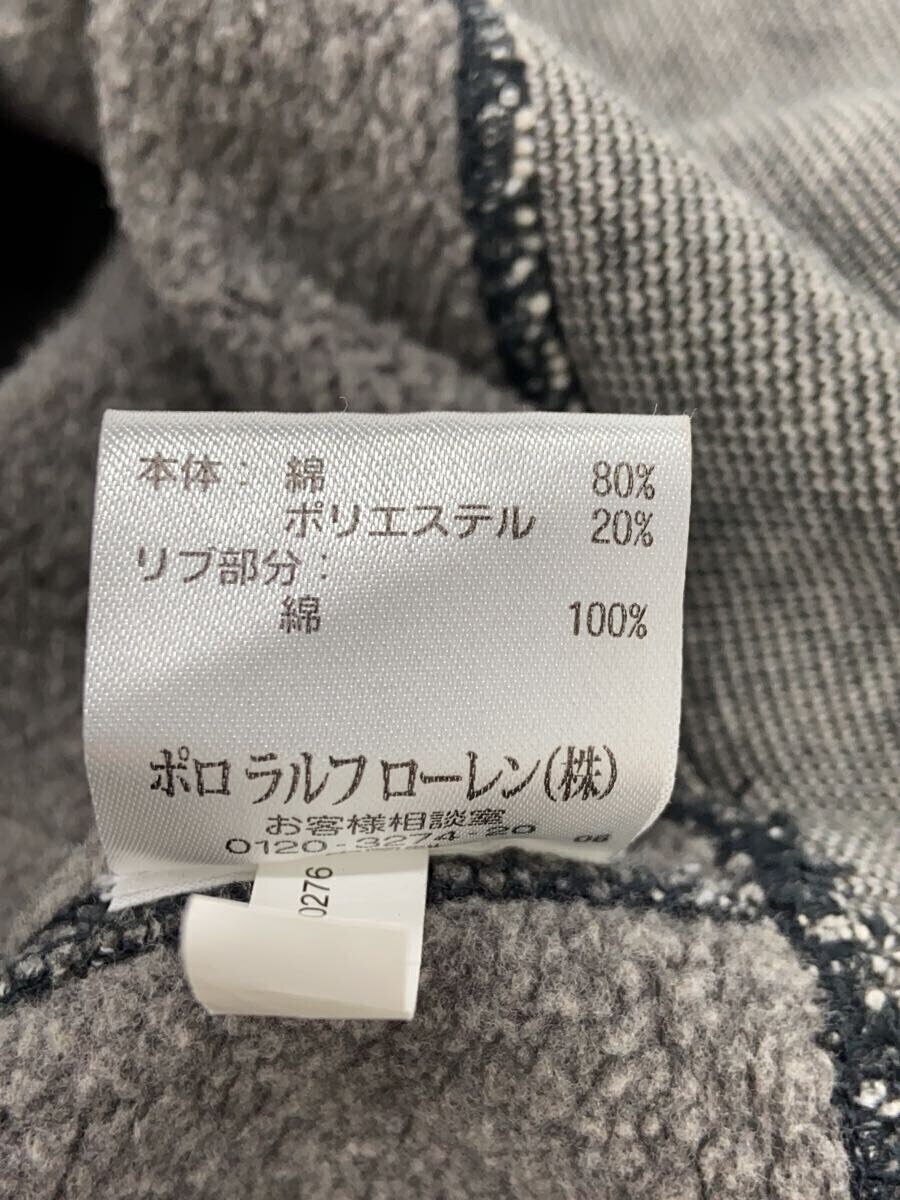 本体： 綿 80%
ポリエステル 20%
リブ部分：
綿 100%
ポロ ラルフ ローレン(株)
お客様相談室
0120-3274-20 06
0276